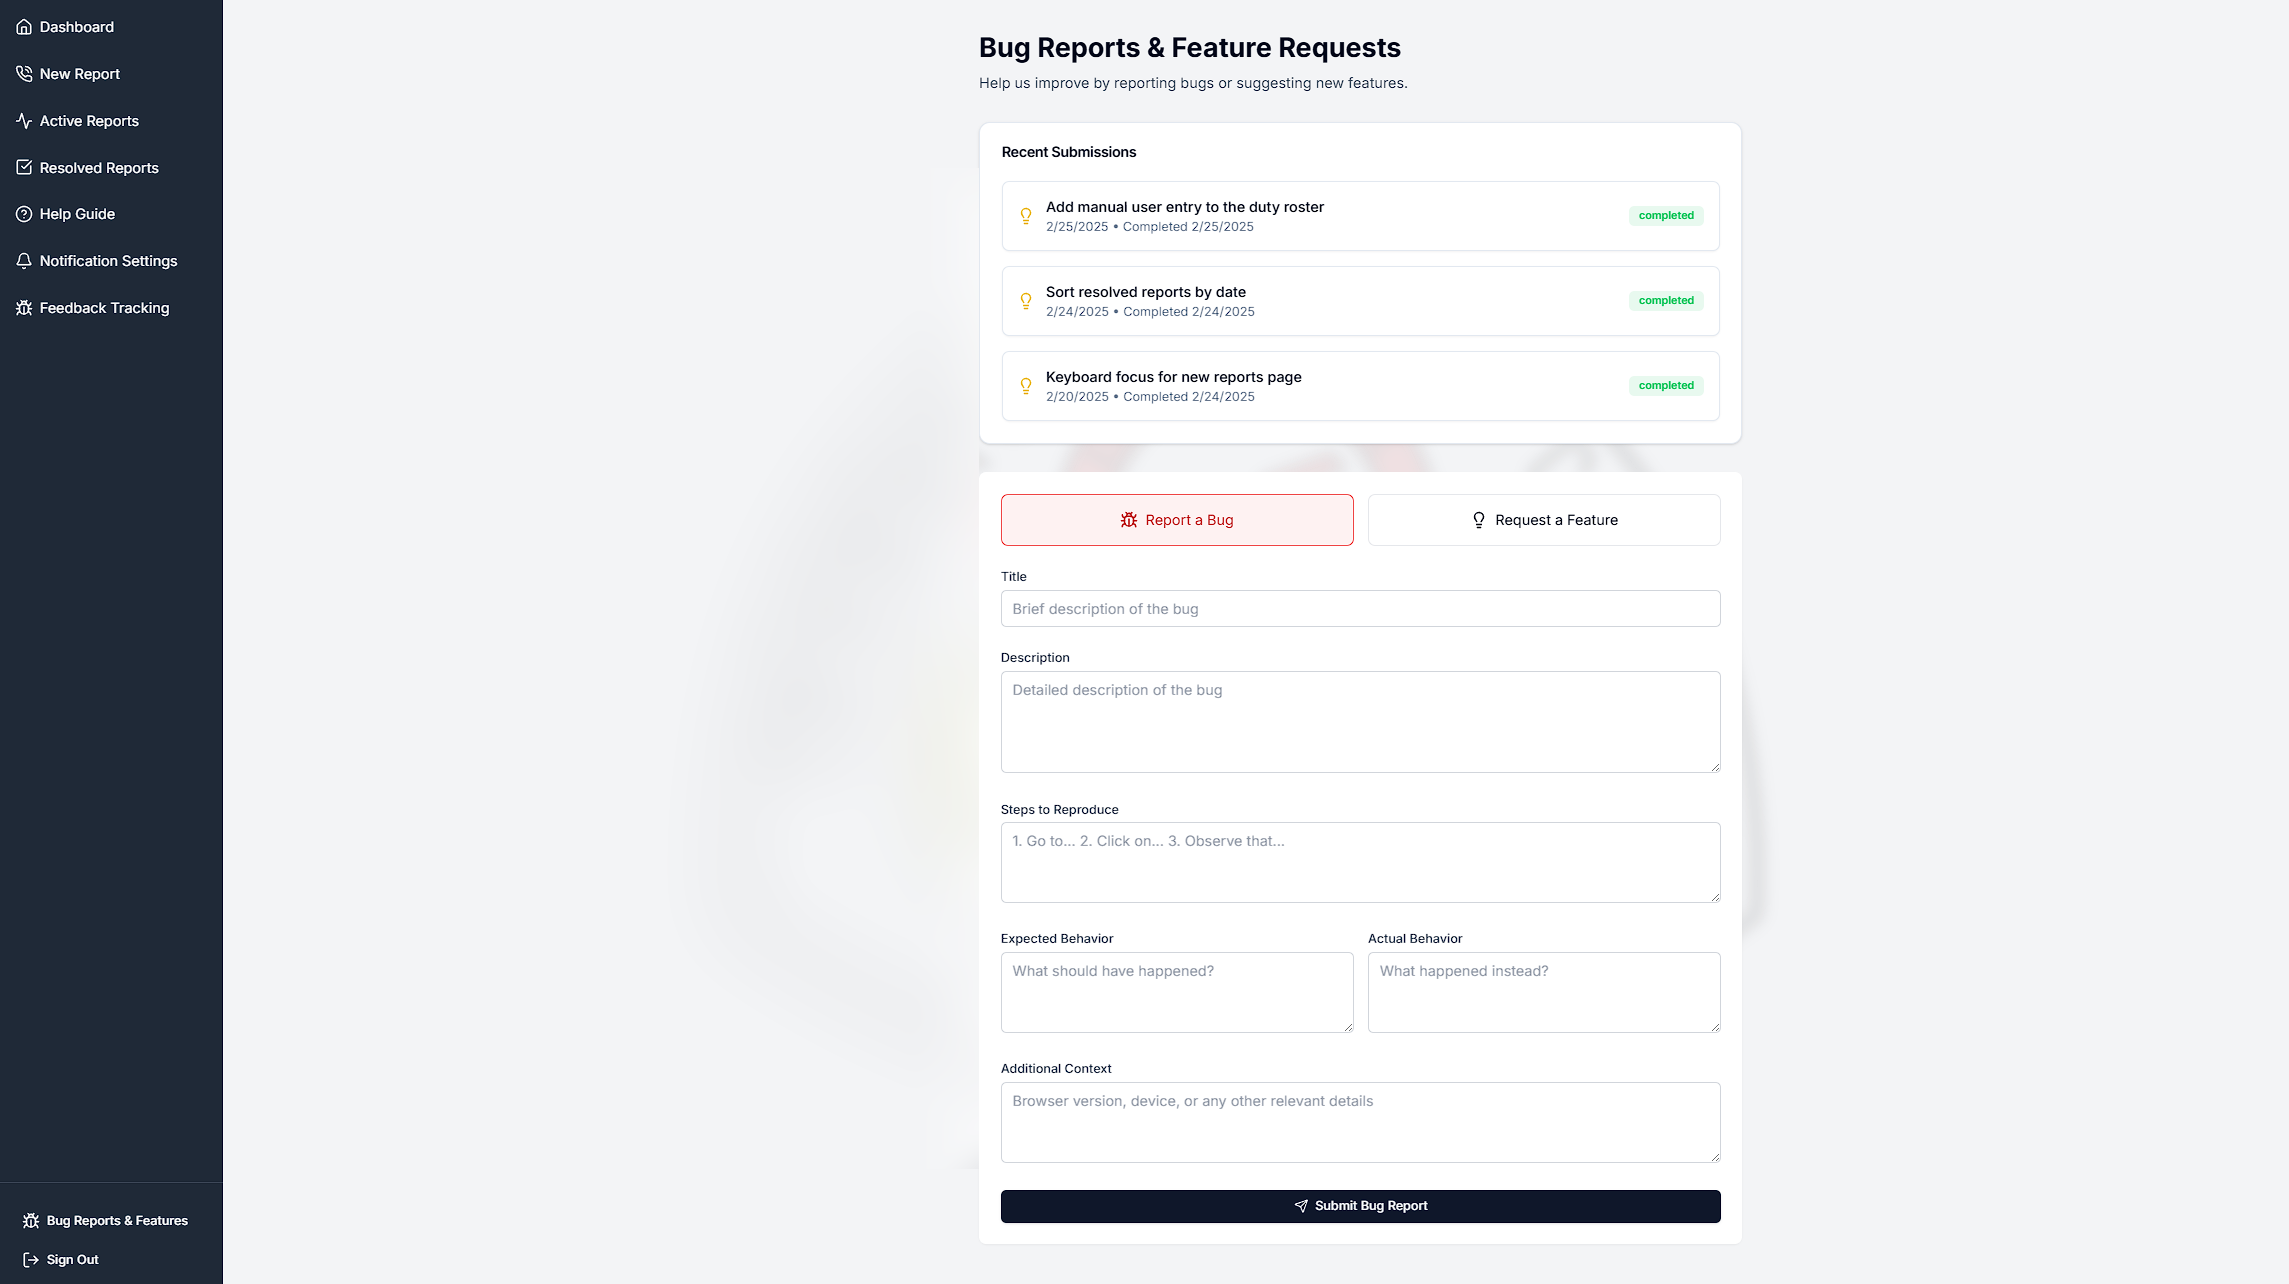 Dashboard
New Report
Active Reports
Resolved Reports
Help Guide
Notification Settings
Feedback Tracking
Bug Reports & Features
Sign Out
Bug Reports & Feature Requests
Help us improve by reporting bugs or suggesting new features.
Recent Submissions
Add manual user entry to the duty roster
2/25/2025 • Completed 2/25/2025
completed
Sort resolved reports by date
2/24/2025 • Completed 2/24/2025
completed
Keyboard focus for new reports page
2/20/2025 • Completed 2/24/2025
completed
Report a Bug
Request a Feature
Title
Brief description of the bug
Description
Detailed description of the bug
Steps to Reproduce
1. Go to... 2. Click on... 3. Observe that...
Expected Behavior
Actual Behavior
What should have happened?
What happened instead?
Additional Context
Browser version, device, or any other relevant details
Submit Bug Report